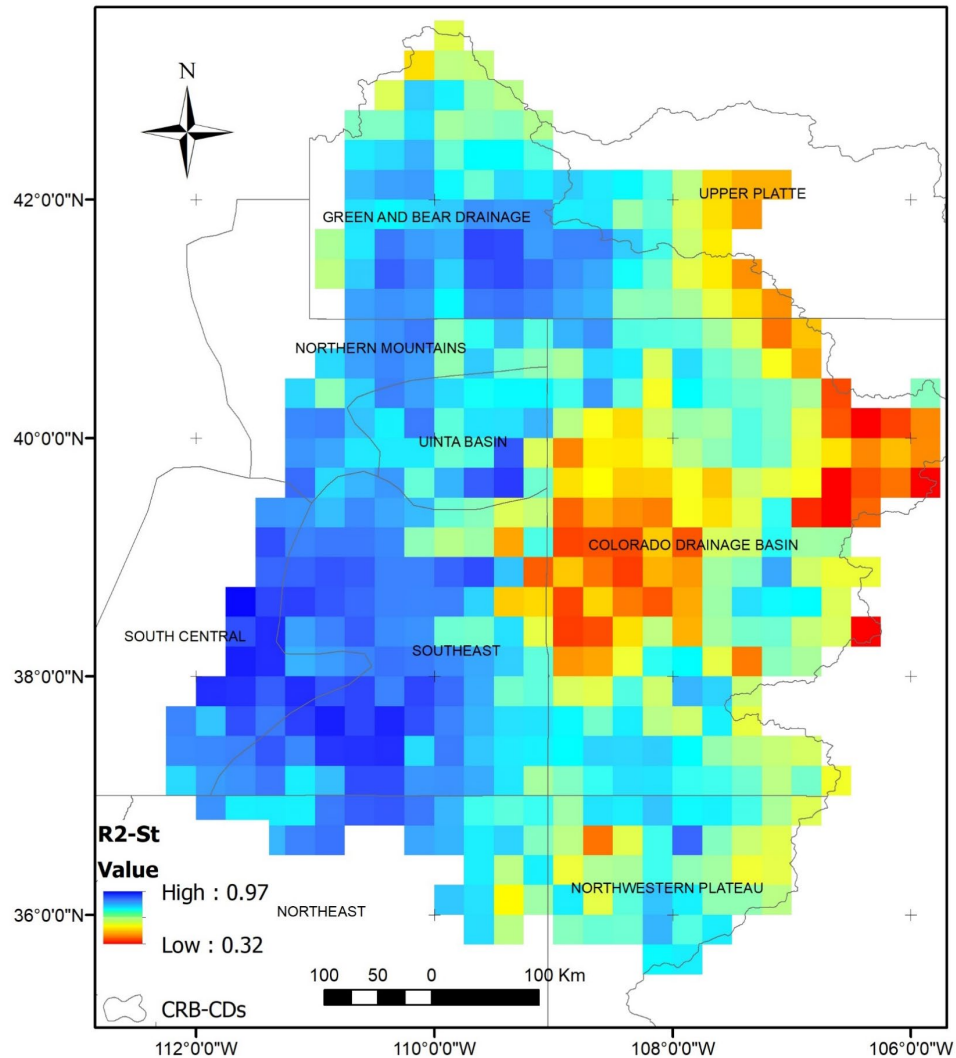 N
42°0'0"N
UPPER PLATTE
GREEN AND BEAR DRAINAGE
NORTHERN MOUNTAINS
40°0'0"N
UINTA BASIN
COLORADO DRAINAGE BASIN
SOUTH CENTRAL
SOUTHEAST
38°0'0"N
R2-St
Value
High : 0.97
Low : 0.32
NORTHWESTERN PLATEAU
NORTHEAST
36°0'0"N
100 50 0 100 Km
CRB-CDs
112°0'0"W 110°0'0"W 108°0'0"W 106°0'0"W